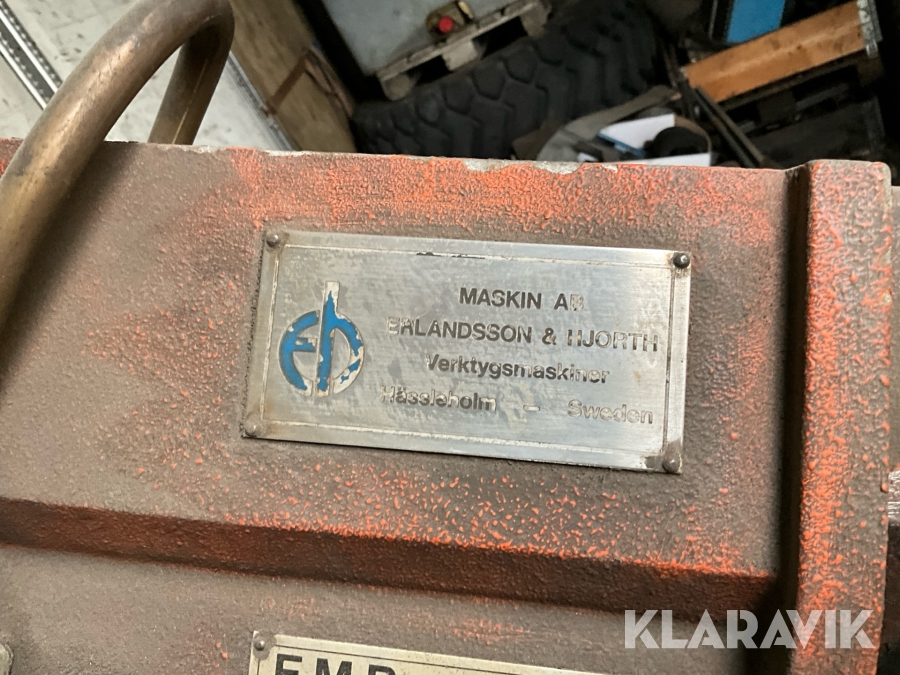 MASKIN AB
ERLANDSSON & HJORTH
Verktygsmaskiner
Hässleholm - Sweden
KLARAVIK